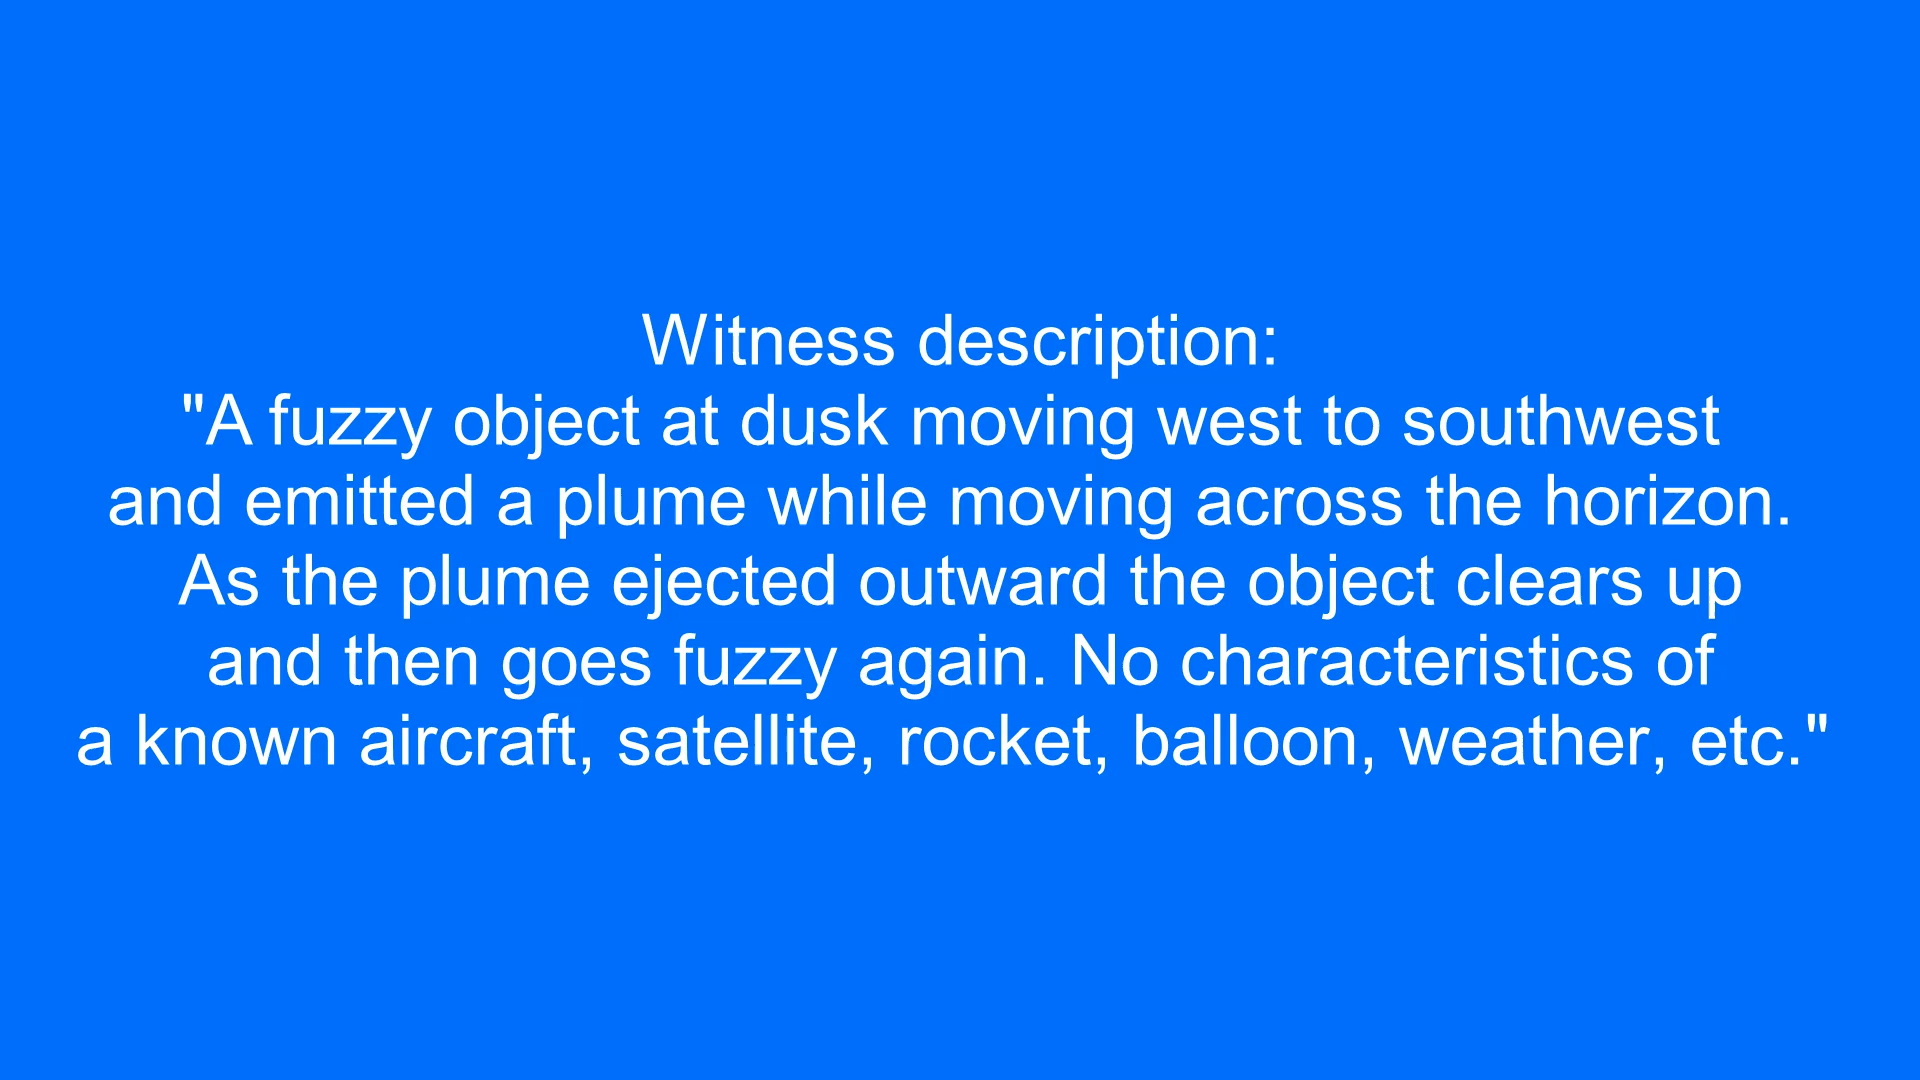 Witness description:
"A fuzzy object at dusk moving west to southwest
and emitted a plume while moving across the horizon.
As the plume ejected outward the object clears up
and then goes fuzzy again. No characteristics of
a known aircraft, satellite, rocket, balloon, weather, etc."